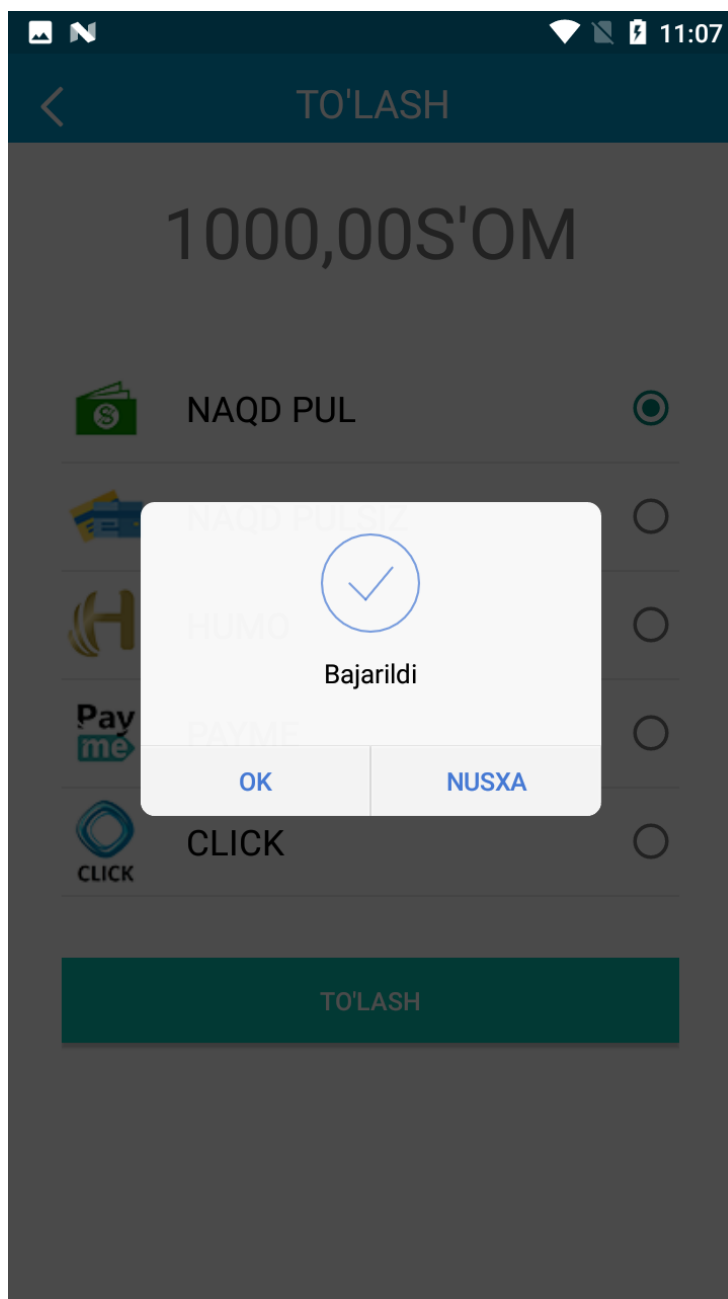 11:07
TO'LASH
1000,00S'OM
NAQD PUL
NAQD PULSIZ
HUMO
Pay
me
PAYME
Bajarildi
OK
NUSXA
CLICK
CLICK
TO'LASH